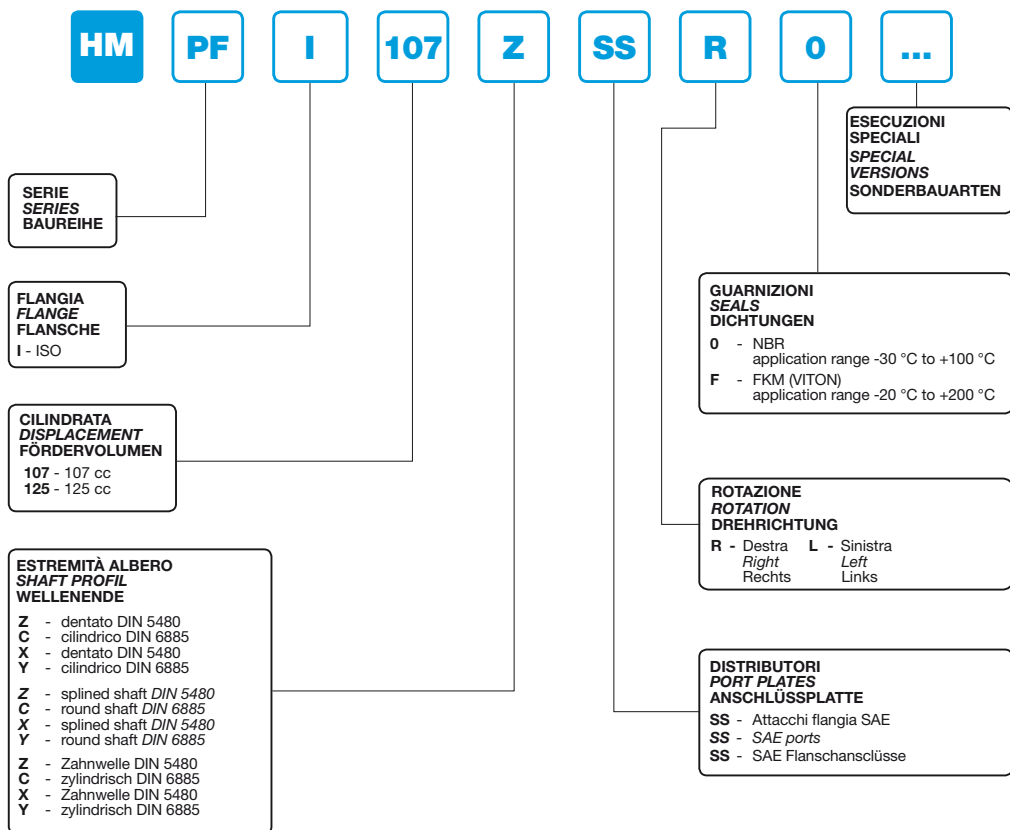 HM PF I 107 Z SS R 0 ...
SERIE
SERIES
BAUREIHE
FLANGIA
FLANGE
FLANSCHE
I - ISO
CILINDRATA
DISPLACEMENT
FÖRDERVOLUMEN
107 - 107 cc
125 - 125 cc
ESTREMITÀ ALBERO
SHAFT PROFIL
WELLENENDE
Z - dentato DIN 5480
C - cilindrico DIN 6885
X - dentato DIN 5480
Y - cilindrico DIN 6885
Z - splined shaft DIN 5480
C - round shaft DIN 6885
X - splined shaft DIN 5480
Y - round shaft DIN 6885
Z - Zahnwelle DIN 5480
C - zylindrisch DIN 6885
X - Zahnwelle DIN 5480
Y - zylindrisch DIN 6885
ESECUZIONI
SPECIALI
SPECIAL
VERSIONS
SONDERBAUARTEN
GUARNIZIONI
SEALS
DICHTUNGEN
0 - NBR
application range -30 °C to +100 °C
F - FKM (VITON)
application range -20 °C to +200 °C
ROTAZIONE
ROTATION
DREHRICHTUNG
R - Destra L - Sinistra
Right Left
Rechts Links
DISTRIBUTORI
PORT PLATES
ANSCHLÜSSPLATTE
SS - Attacchi flangia SAE
SS - SAE ports
SS - SAE Flanschansclüsse